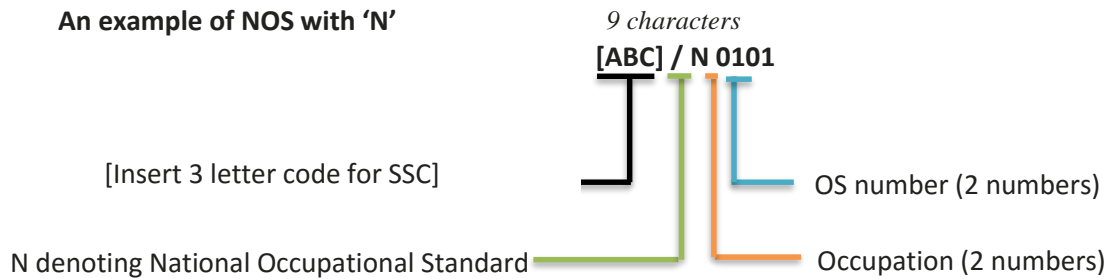 An example of NOS with ‘N’
9 characters
[ABC] / N 0101
[Insert 3 letter code for SSC]
OS number (2 numbers)
N denoting National Occupational Standard
Occupation (2 numbers)